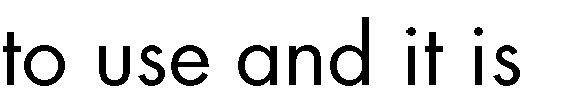 to use and it is